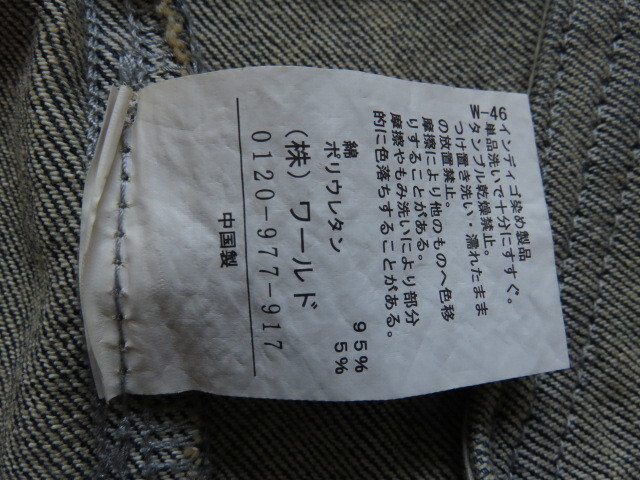 W-46
インディゴ染め製品
単品洗いで十分にすすぐ。
タンブル乾燥禁止。
つけ置き洗い・濡れたまま
の放置禁止。
摩擦により他のものへ色移
りすることがある。
摩擦やもみ洗いにより部分
的に色落ちすることがある。
綿 95%
ポリウレタン 5%
(株)ワールド
0120-977-917
中国製